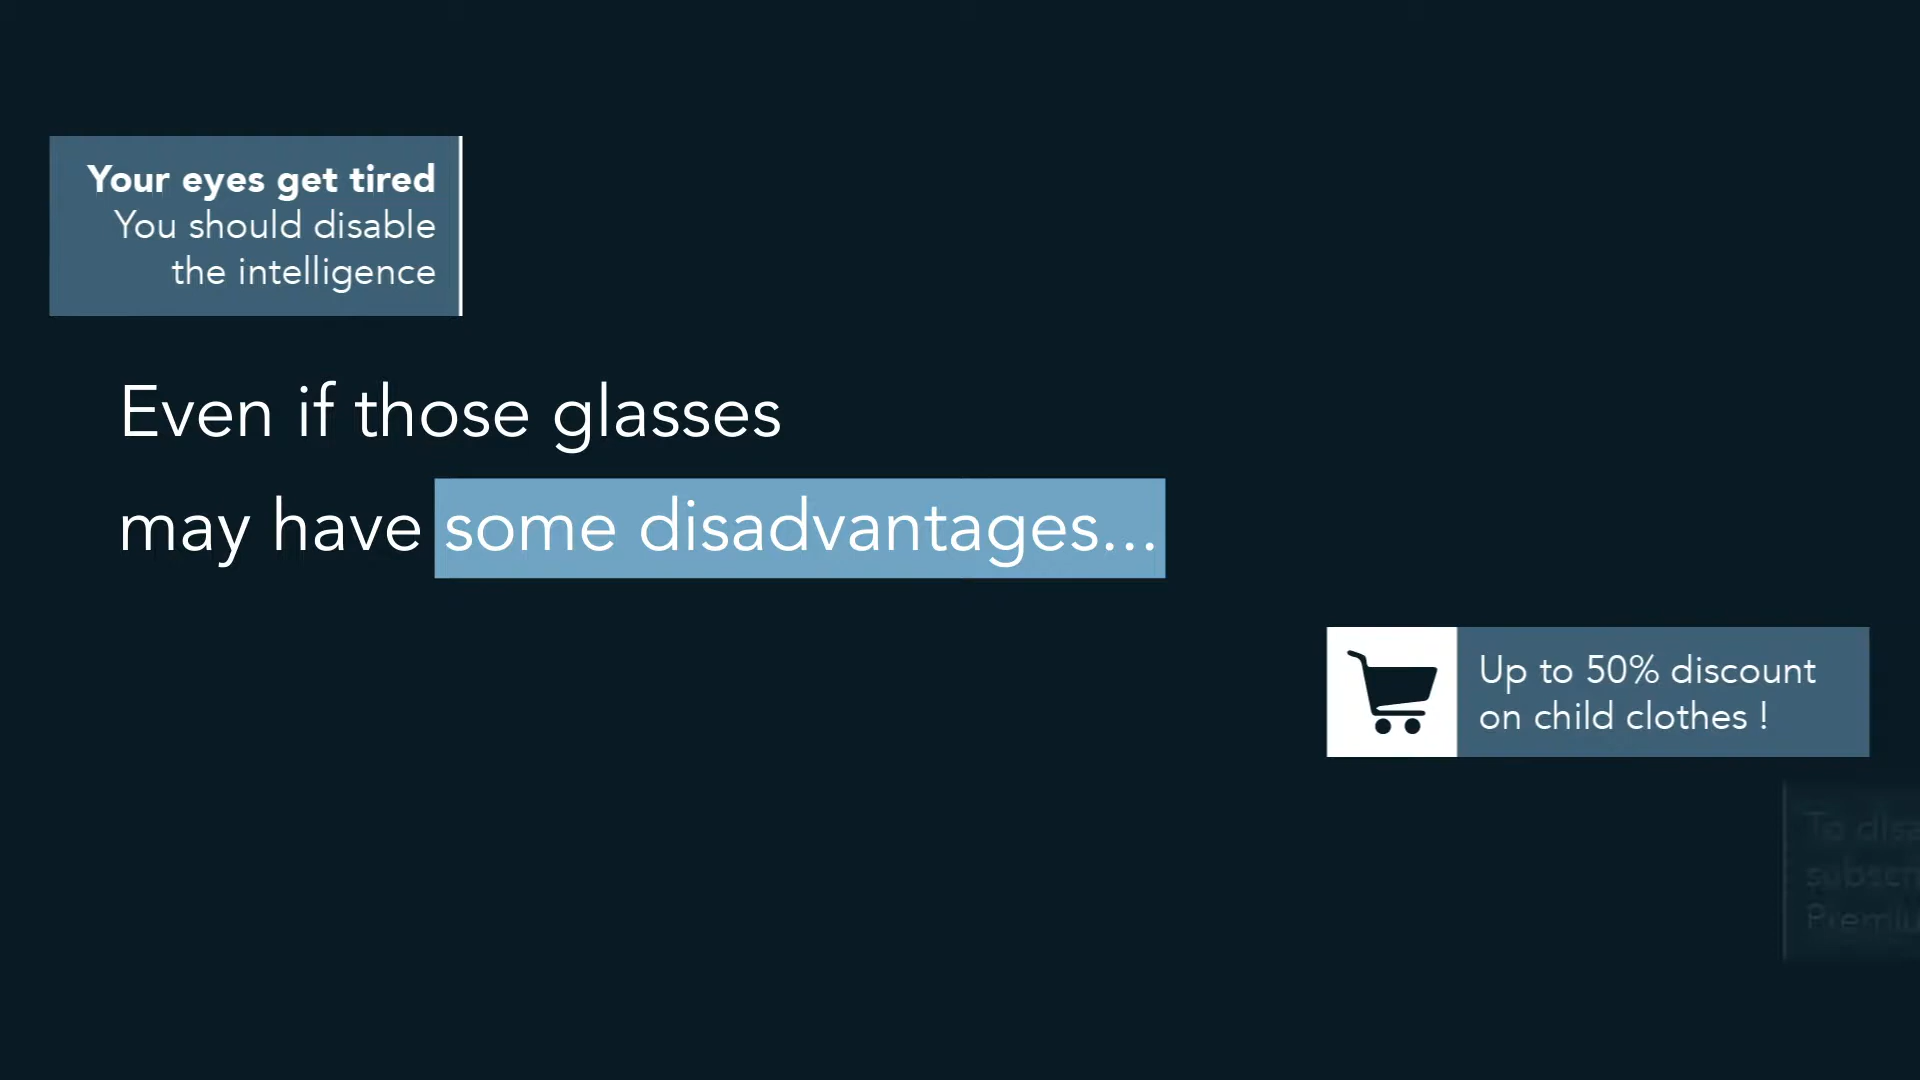 Your eyes get tired
You should disable
the intelligence
Even if those glasses
may have some disadvantages...
Up to 50% discount
on child clothes !
To